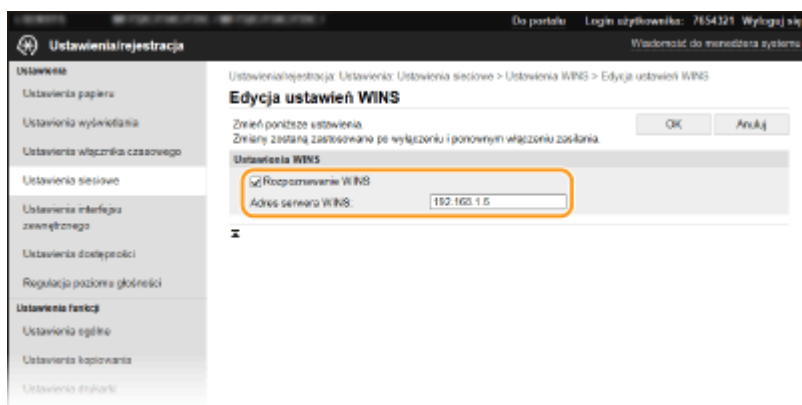 Do portalu Login użytkownika: 7654321 Wyloguj się
Ustawienia/rejestracja
Wiadomość do menedżera systemu
Ustawienia
Ustawienia papieru
Ustawienia wyświetlania
Ustawienia włącznika czasowego
Ustawienia sieciowe
Ustawienia interfejsu
zewnętrznego
Ustawienia dostępności
Regulacja poziomu głośności
Ustawienia funkcji
Ustawienia ogólne
Ustawienia kopiowania
Ustawienia drukarki
Ustawienia/rejestracja: Ustawienia: Ustawienia sieciowe > Ustawienia WINS > Edycja ustawień WINS
Edycja ustawień WINS
Zmień poniższe ustawienia.
Zmiany zostaną zastosowane po wyłączeniu i ponownym włączeniu zasilania.
OK Anuluj
Ustawienia WINS
Rozpoznawanie WINS
Adres serwera WINS: 192.168.1.5